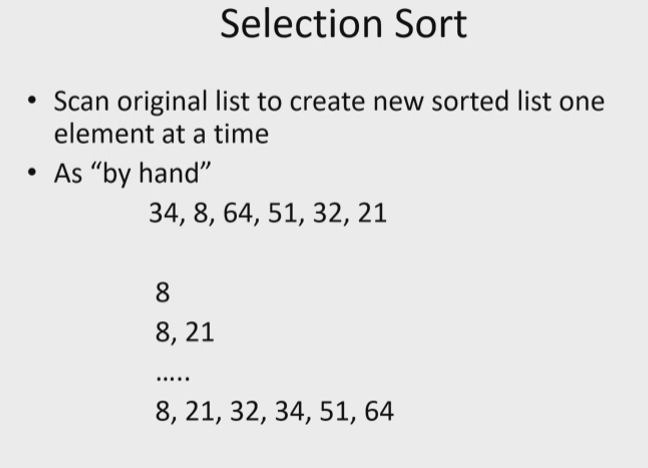 Selection Sort
• Scan original list to create new sorted list one
element at a time
• As “by hand”
34, 8, 64, 51, 32, 21
8
8, 21
.....
8, 21, 32, 34, 51, 64